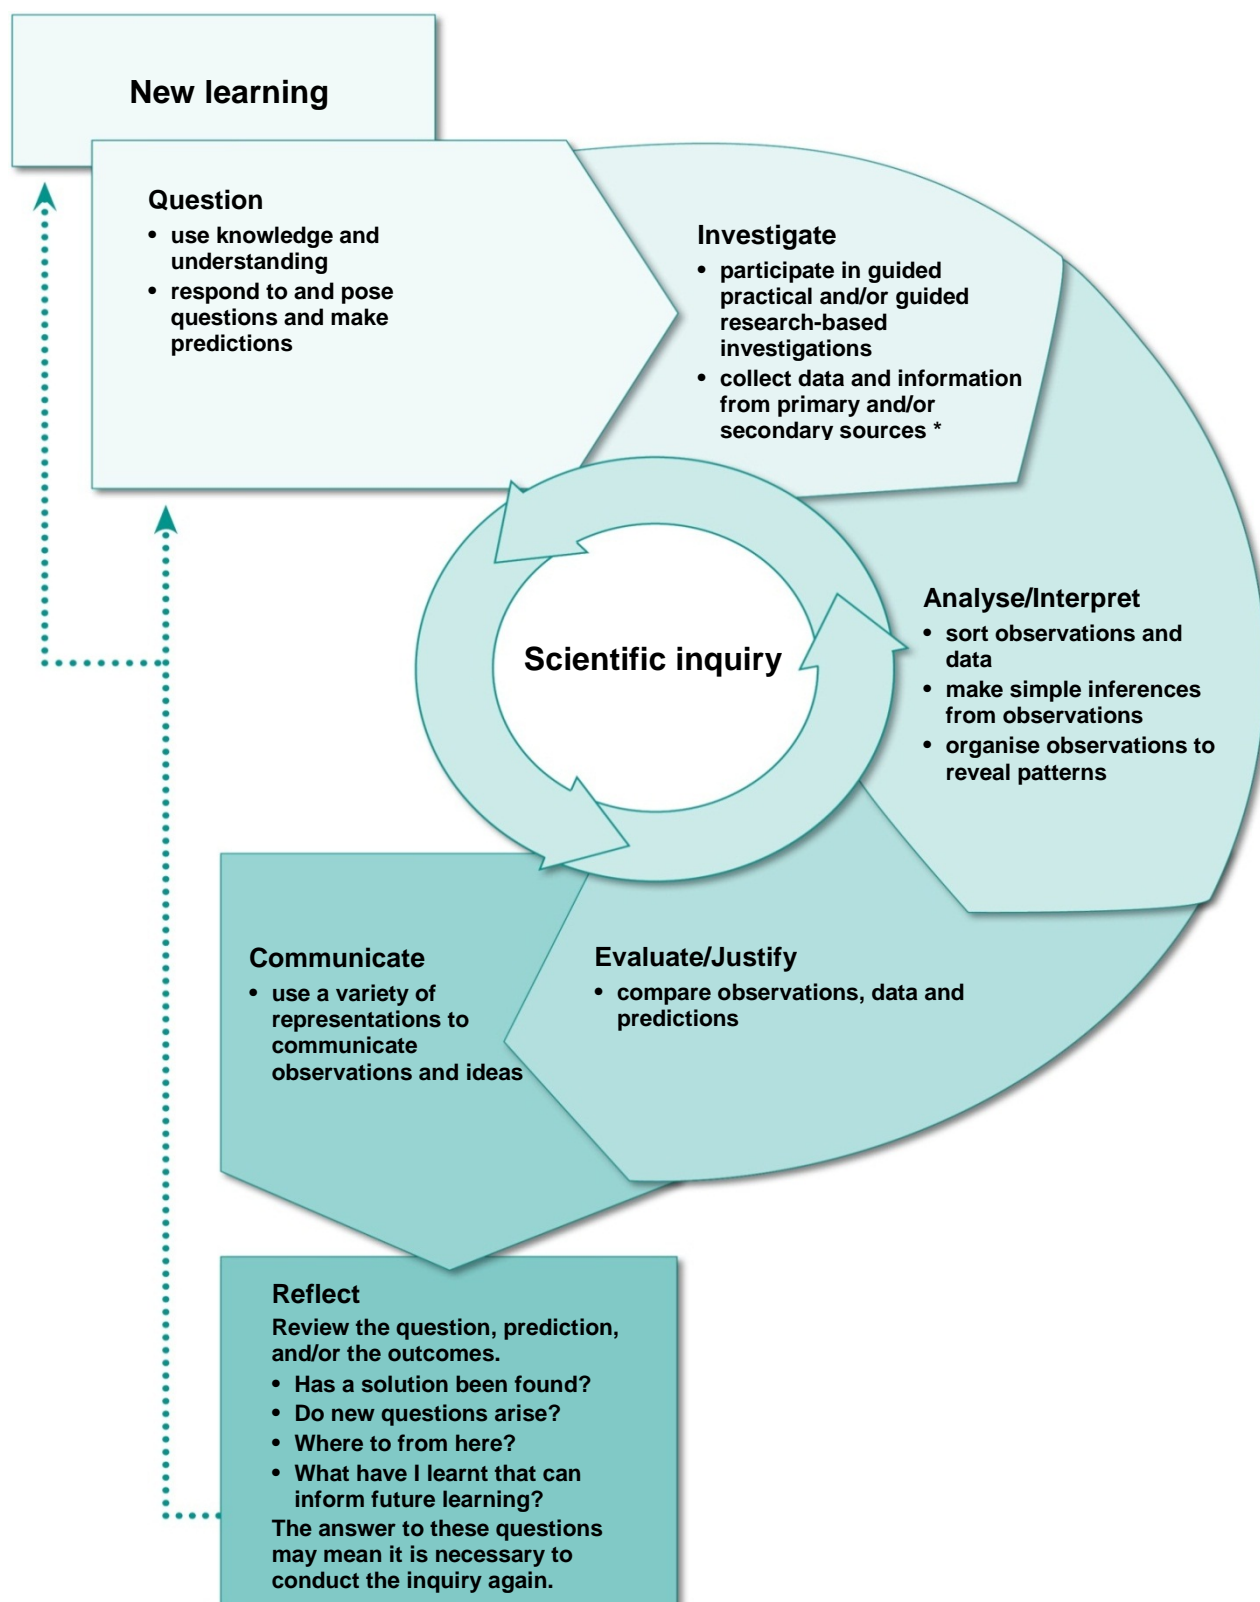 New learning
Question
• use knowledge and
understanding
• respond to and pose
questions and make
predictions
Investigate
• participate in guided
practical and/or guided
research-based
investigations
• collect data and information
from primary and/or
secondary sources *
Scientific inquiry
Analyse/Interpret
• sort observations and
data
• make simple inferences
from observations
• organise observations to
reveal patterns
Evaluate/Justify
• compare observations, data and
predictions
Communicate
• use a variety of
representations to
communicate
observations and ideas
Reflect
Review the question, prediction,
and/or the outcomes.
• Has a solution been found?
• Do new questions arise?
• Where to from here?
• What have I learnt that can
inform future learning?
The answer to these questions
may mean it is necessary to
conduct the inquiry again.